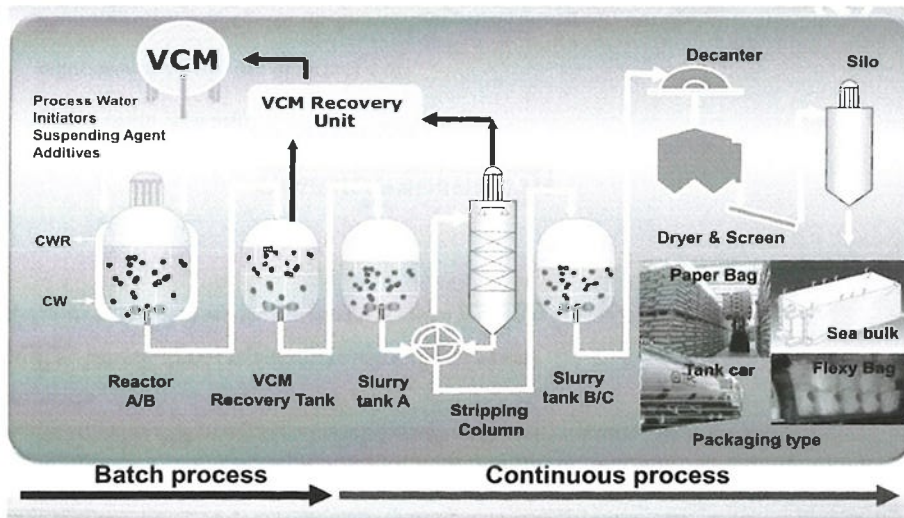 VCM
Process Water
Initiators
Suspending Agent
Additives
VCM Recovery
Unit
Decanter
Silo
CWR
CW
Dryer & Screen
Paper Bag
Sea bulk
Tank car
Flexy Bag
Packaging type
Reactor
A/B
VCM
Recovery Tank
Slurry
tank A
Stripping
Column
Slurry
tank B/C
Batch process
Continuous process